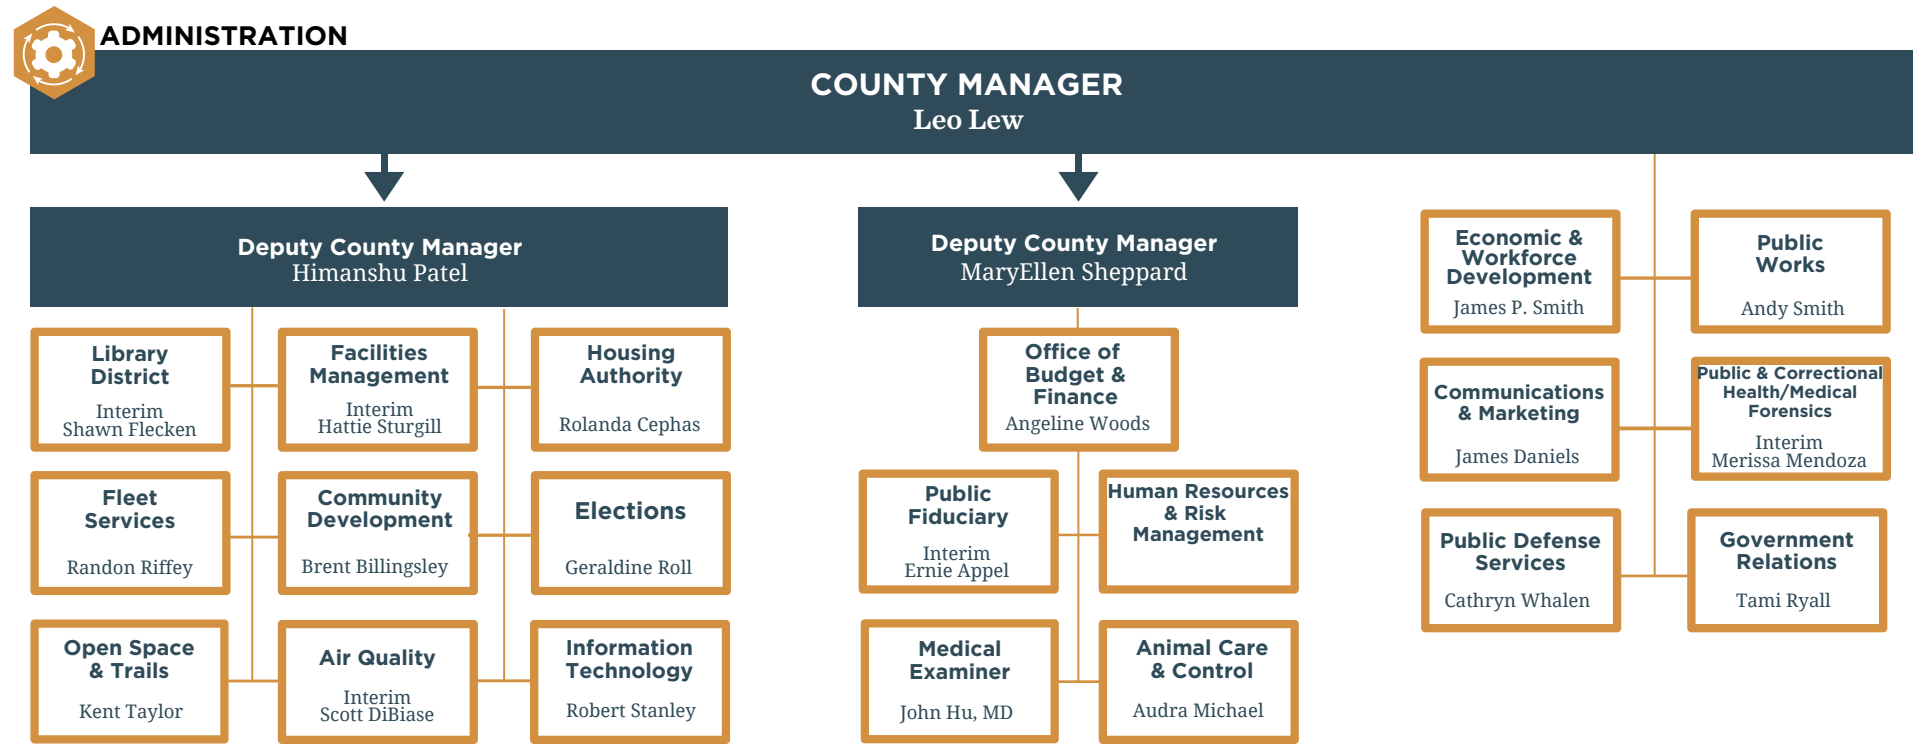 ADMINISTRATION
COUNTY MANAGER
Leo Lew
Deputy County Manager
Himanshu Patel
Library
District
Interim
Shawn Flecken
Facilities
Management
Interim
Hattie Sturgill
Housing
Authority
Rolanda Cephas
Fleet
Services
Randon Riffey
Community
Development
Brent Billingsley
Elections
Geraldine Roll
Open Space
& Trails
Kent Taylor
Air Quality
Interim
Scott DiBiase
Information
Technology
Robert Stanley
Deputy County Manager
MaryEllen Sheppard
Office of
Budget &
Finance
Angeline Woods
Public
Fiduciary
Interim
Ernie Appel
Human Resources
& Risk
Management
Medical
Examiner
John Hu, MD
Animal Care
& Control
Audra Michael
Economic &
Workforce
Development
James P. Smith
Public
Works
Andy Smith
Communications
& Marketing
James Daniels
Public & Correctional
Health/Medical
Forensics
Interim
Merissa Mendoza
Public Defense
Services
Cathryn Whalen
Government
Relations
Tami Ryall